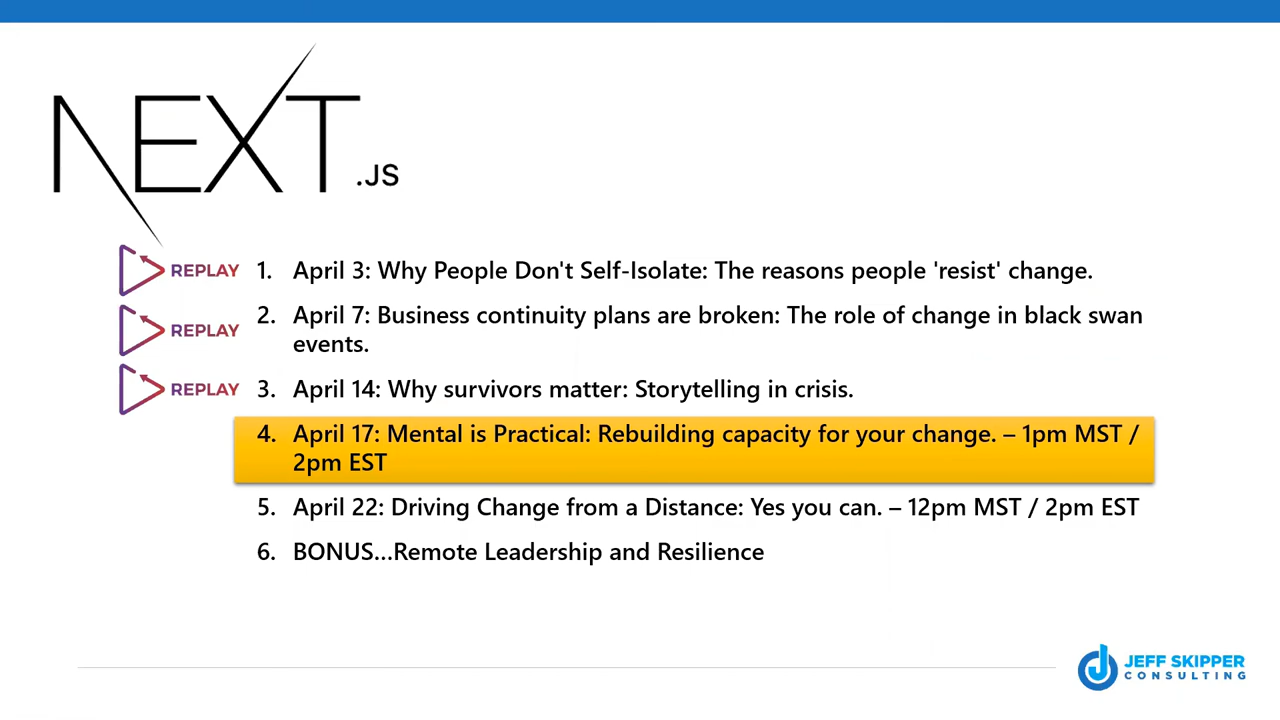 NEXT.JS
REPLAY 1. April 3: Why People Don't Self-Isolate: The reasons people 'resist' change.
REPLAY 2. April 7: Business continuity plans are broken: The role of change in black swan
events.
REPLAY 3. April 14: Why survivors matter: Storytelling in crisis.
4. April 17: Mental is Practical: Rebuilding capacity for your change. – 1pm MST /
2pm EST
5. April 22: Driving Change from a Distance: Yes you can. – 12pm MST / 2pm EST
6. BONUS...Remote Leadership and Resilience
JEFF SKIPPER
CONSULTING